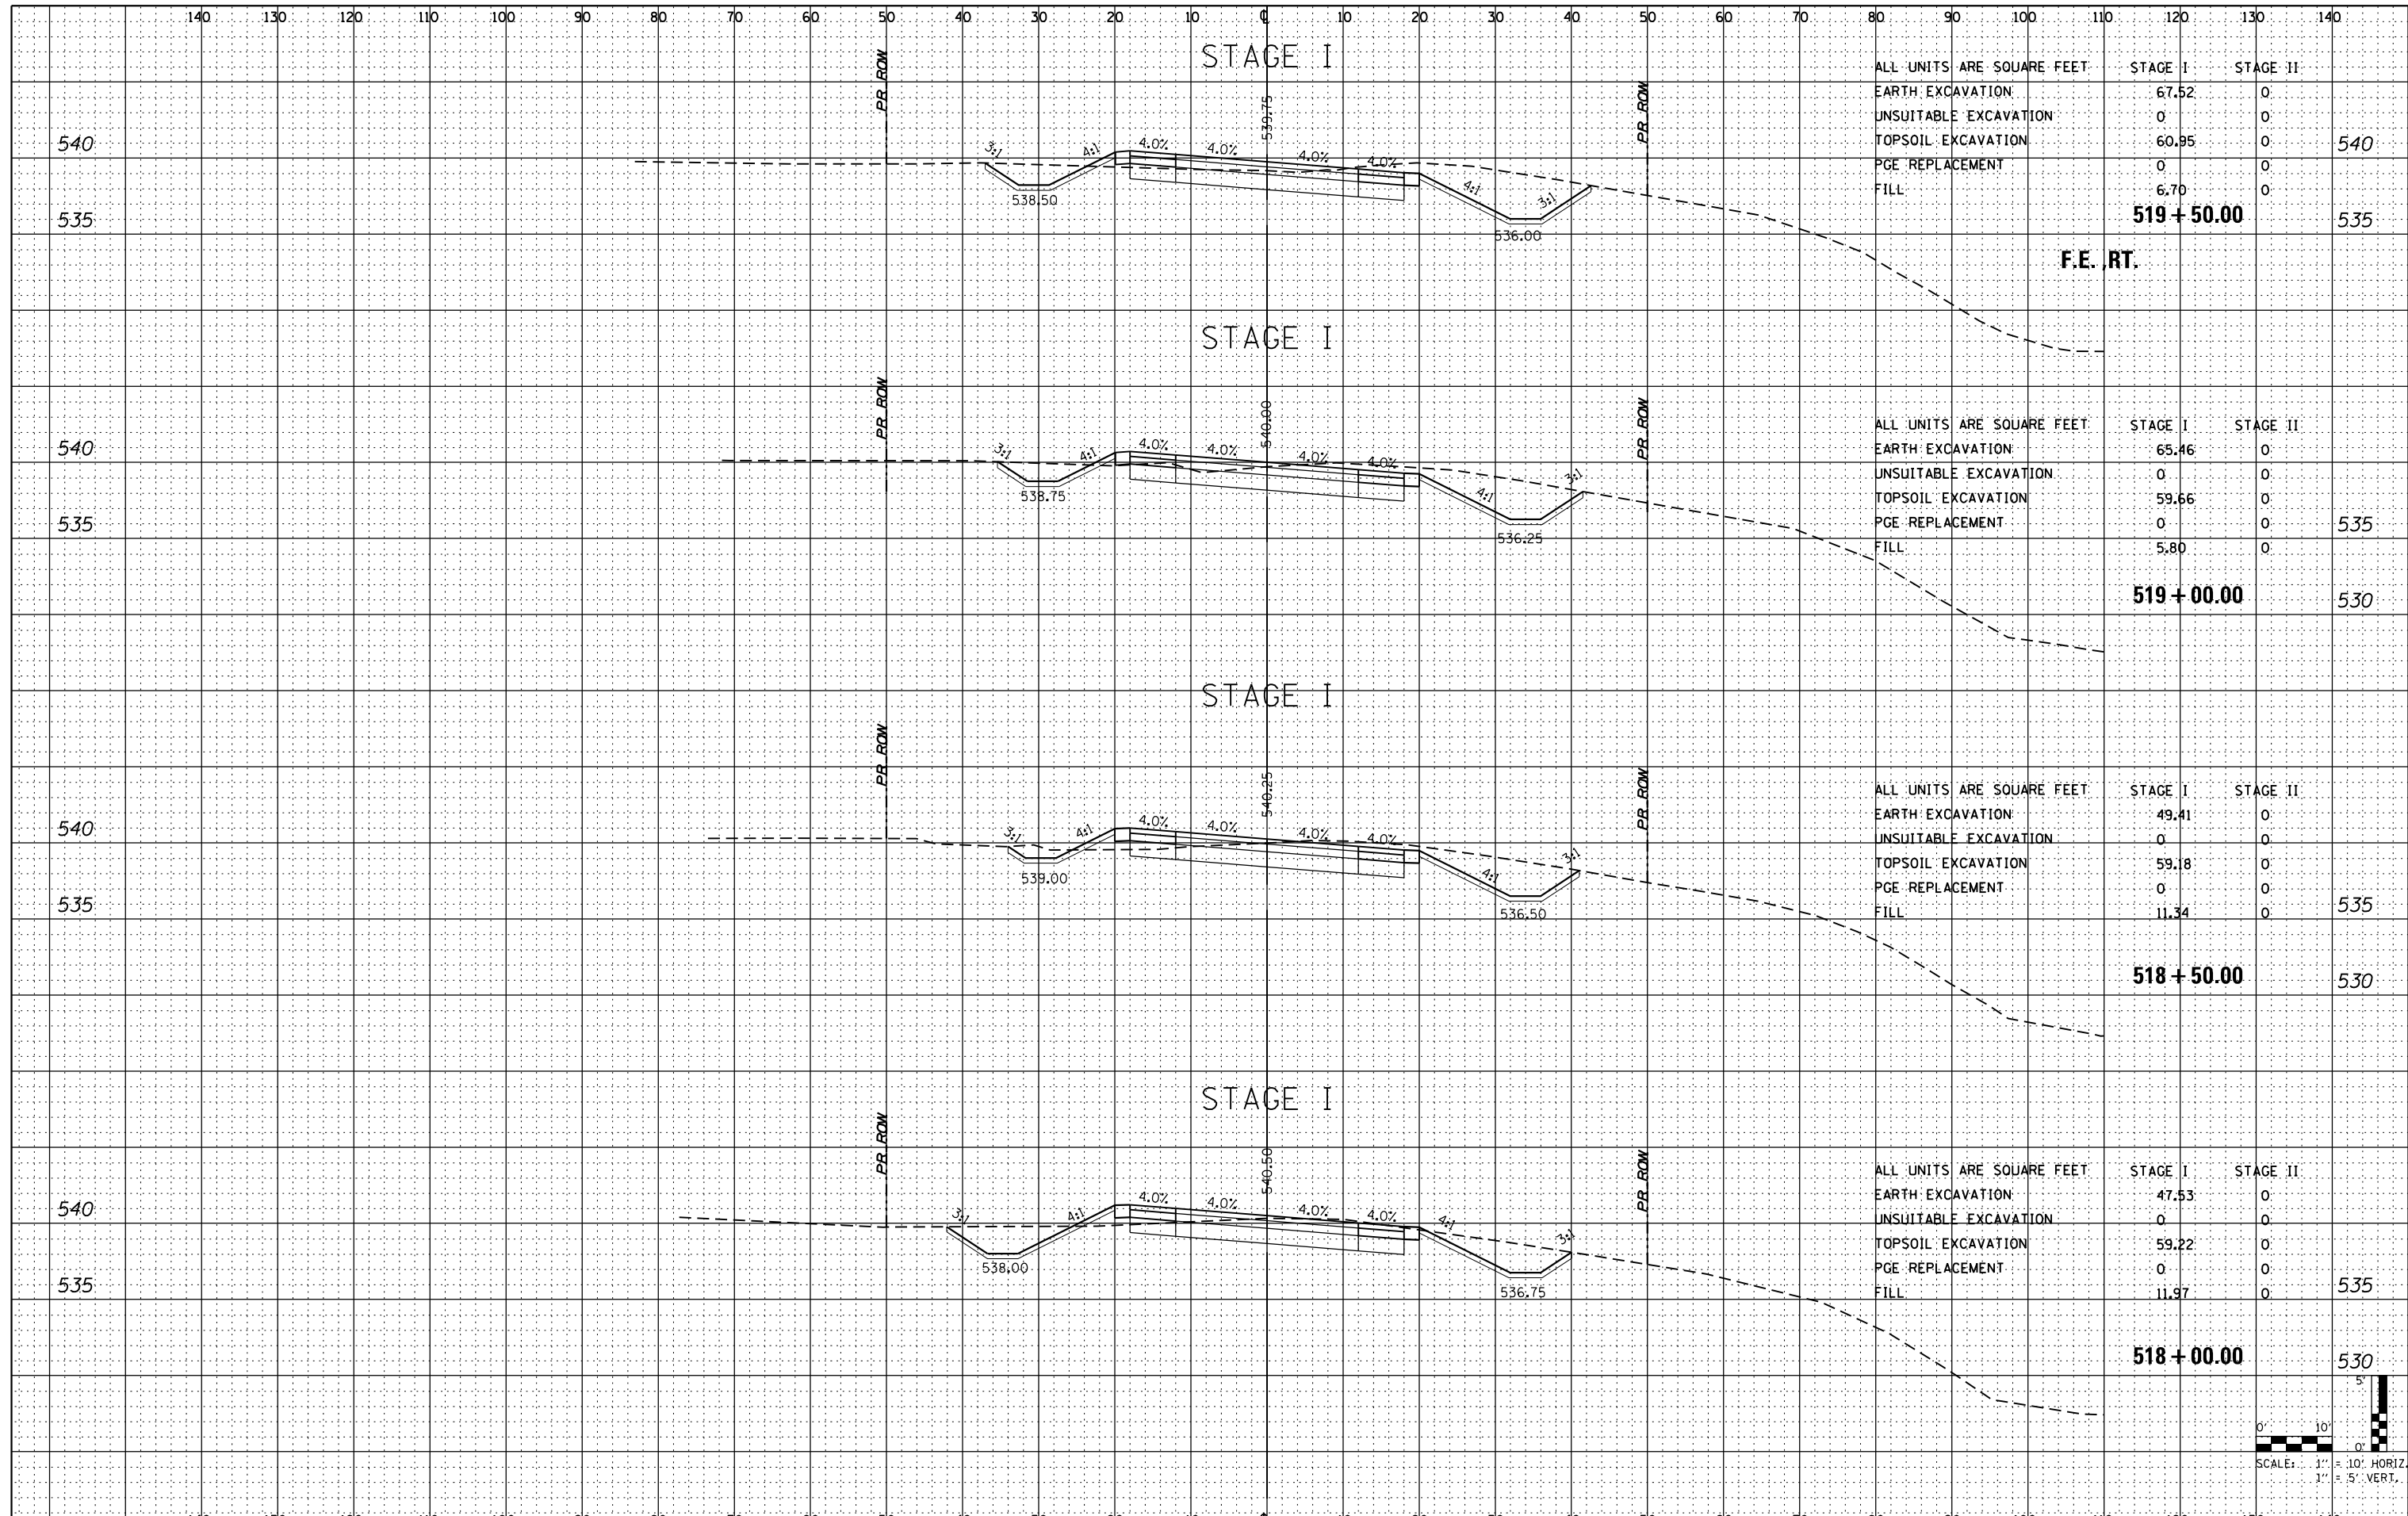 140 130 120 110 100 90 80 70 60 50 40 30 20 10 ℄ 10 20 30 40 50 60 70 80 90 100 110 120 130 140
STAGE I
PR ROW
539.75
PR ROW
ALL UNITS ARE SQUARE FEET STAGE I STAGE II
EARTH EXCAVATION 67.52 0
UNSUITABLE EXCAVATION 0 0
TOPSOIL EXCAVATION 60.95 0
PGE REPLACEMENT 0 0
FILL 6.70 0
540 540
3:1 4:1 4.0% 4.0% 4.0% 4.0% 4:1 3:1
538.50
536.00
535 535
519+50.00
F.E. ,RT.
STAGE I
PR ROW
540.00
PR ROW
ALL UNITS ARE SQUARE FEET STAGE I STAGE II
EARTH EXCAVATION 65.46 0
UNSUITABLE EXCAVATION 0 0
TOPSOIL EXCAVATION 59.66 0
PGE REPLACEMENT 0 0
FILL 5.80 0
540
3:1 4:1 4.0% 4.0% 4.0% 4.0% 4:1 3:1
538.75
536.25
535 535
519+00.00
530
STAGE I
PR ROW
540.25
PR ROW
ALL UNITS ARE SQUARE FEET STAGE I STAGE II
EARTH EXCAVATION 49.41 0
UNSUITABLE EXCAVATION 0 0
TOPSOIL EXCAVATION 59.18 0
PGE REPLACEMENT 0 0
FILL 11.34 0
540
3:1 4:1 4.0% 4.0% 4.0% 4.0% 4:1 3:1
539.00
536.50
535 535
518+50.00
530
STAGE I
PR ROW
540.50
PR ROW
ALL UNITS ARE SQUARE FEET STAGE I STAGE II
EARTH EXCAVATION 47.53 0
UNSUITABLE EXCAVATION 0 0
TOPSOIL EXCAVATION 59.22 0
PGE REPLACEMENT 0 0
FILL 11.97 0
540
3:1 4:1 4.0% 4.0% 4.0% 4.0% 4:1 3:1
538.00
536.75
535 535
518+00.00
530
5'
0' 10'
0'
SCALE: 1" = 10' HORIZ.
1" = 5' VERT.